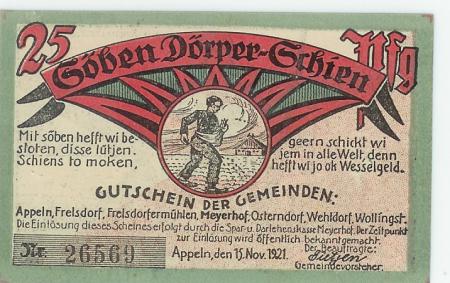 25 Pfg
Söben Dörper-Schien
Mit söben hefft wi be-
sloten, disse lütjen
Schiens to moken,
geern schickt wi
jem in alle Welt, denn
hefft wi jo ok Wesselgeld.
GUTSCHEIN DER GEMEINDEN:
Appeln, Frelsdorf, Frelsdorfermühlen, Meyerhof, Osterndorf, Wehldorf, Wollingst.
Die Einlösung dieses Scheines erfolgt durch die Spar- u. Darlehenskasse Meyerhof. Der Zeitpunkt
zur Einlösung wird öffentlich bekanntgemacht.
Nr. 26569
Appeln, den 15. Nov. 1921.
Der Beauftragte:
Gemeindevorsteher.